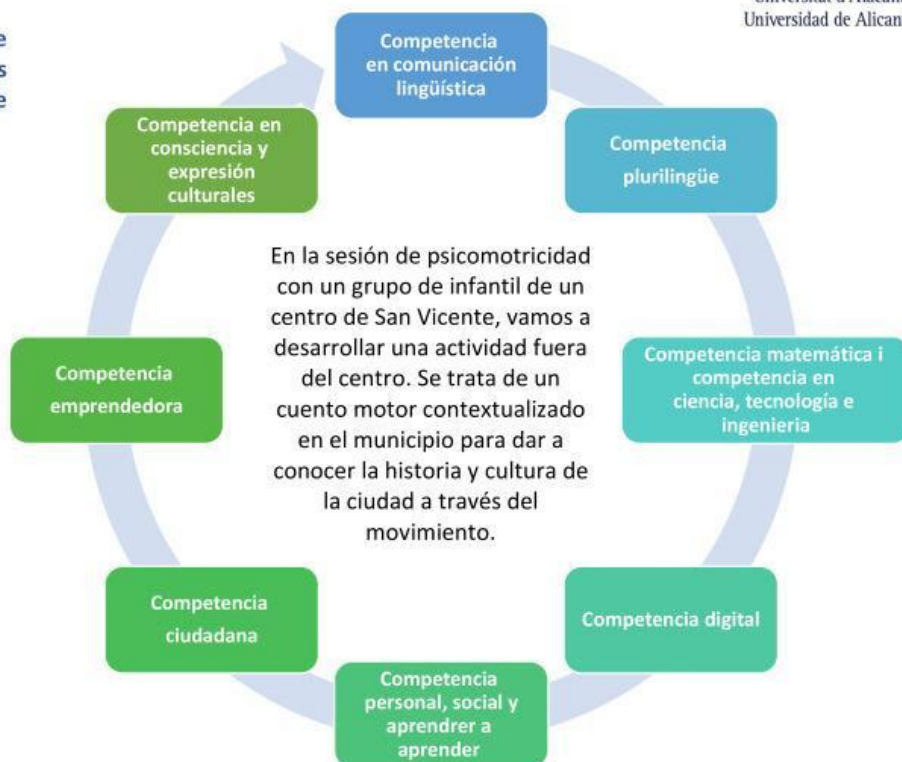 Universidad de Alican
e
s
e
Competencia
en comunicación
lingüística
Competencia
plurilingüe
Competencia matemática i
competencia en
ciencia, tecnología e
ingenieria
Competencia digital
Competencia
personal, social y
aprendrer a
aprender
Competencia
ciudadana
Competencia
emprendedora
Competencia en
consciencia y
expresión
culturales
En la sesión de psicomotricidad
con un grupo de infantil de un
centro de San Vicente, vamos a
desarrollar una actividad fuera
del centro. Se trata de un
cuento motor contextualizado
en el municipio para dar a
conocer la historia y cultura de
la ciudad a través del
movimiento.